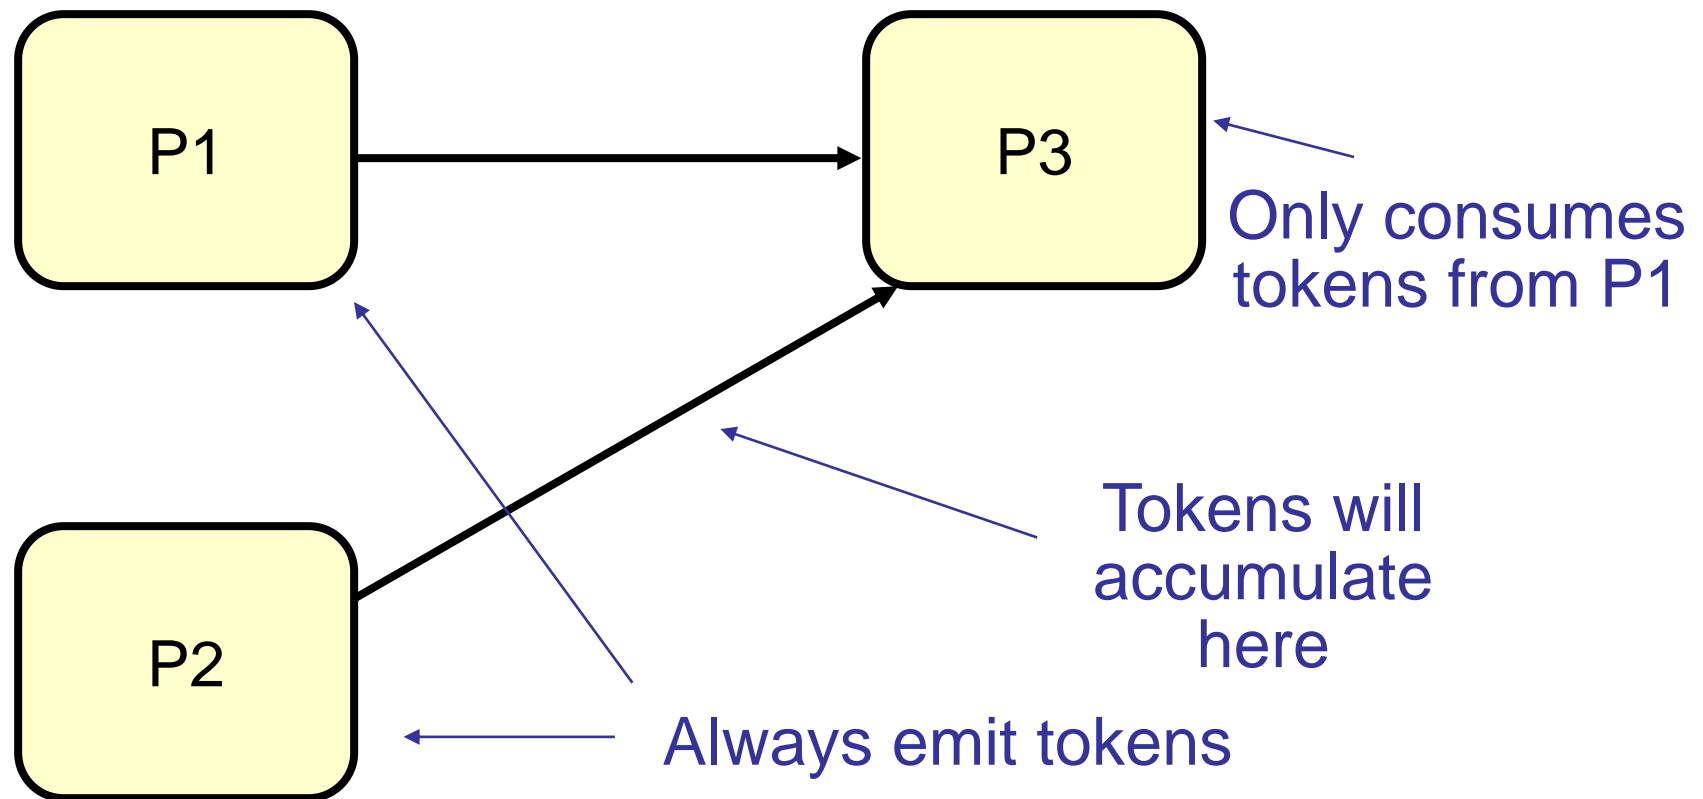 P1
P3
Only consumes
tokens from P1
Tokens will
accumulate
here
P2
Always emit tokens